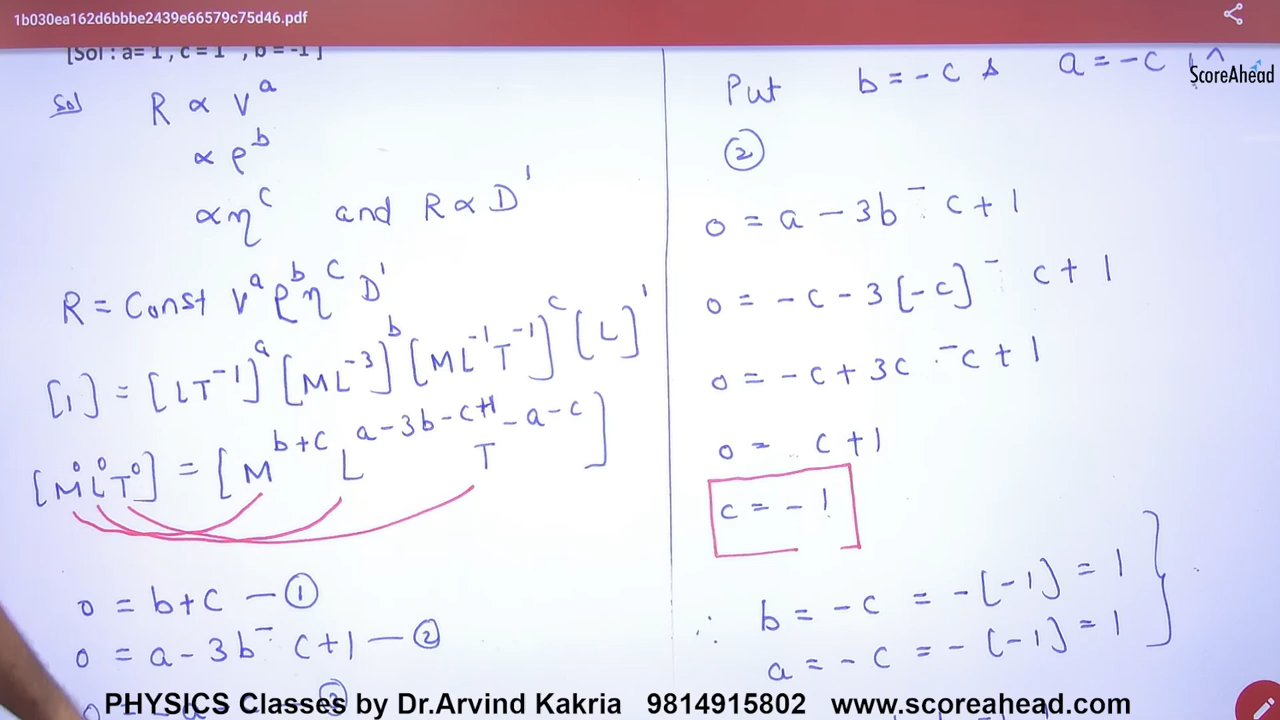 1b030ea162d6bbbe2439e66579c75d46.pdf
[Sol : a= 1 , c = 1 , b = -1 ]
Sol R ∝ v^a
∝ ρ^b
∝ η^c and R ∝ D^1
R = Const v^a ρ^b η^c D^1
[1] = [LT^-1]^a [ML^-3]^b [ML^-1 T^-1]^c [L]^1
[M^0 L^0 T^0] = [M^b+c L^a-3b-c+1 T^-a-c]
0 = b+c — ①
0 = a-3b - c+1 — ②
③
Put b = -c & a = -c in
ScoreAhead
②
0 = a - 3b - c + 1
0 = -c - 3[-c] - c + 1
0 = -c + 3c - c + 1
0 = c + 1
c = -1
∴ b = -c = -(-1) = 1
a = -c = -(-1) = 1
PHYSICS Classes by Dr.Arvind Kakria 9814915802 www.scoreahead.com